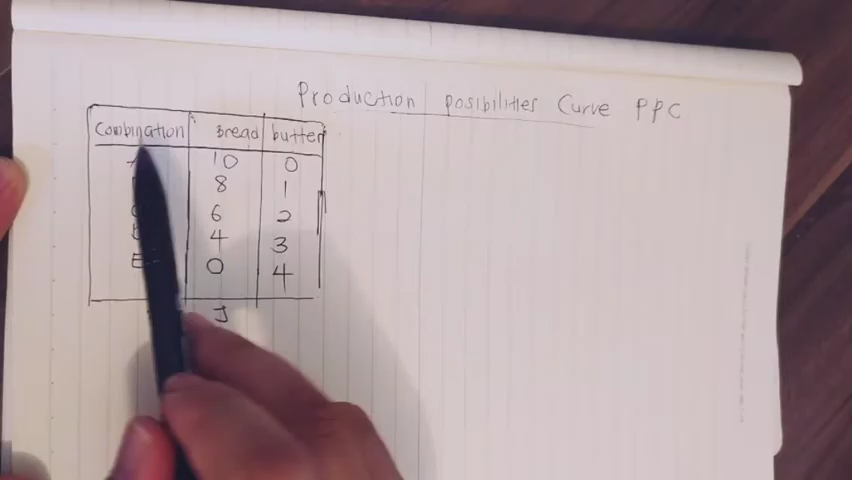 Production posibilities Curve PPC
Combination Bread butter
A 10 0
8 1
C 6 2
D 4 3
E 0 4